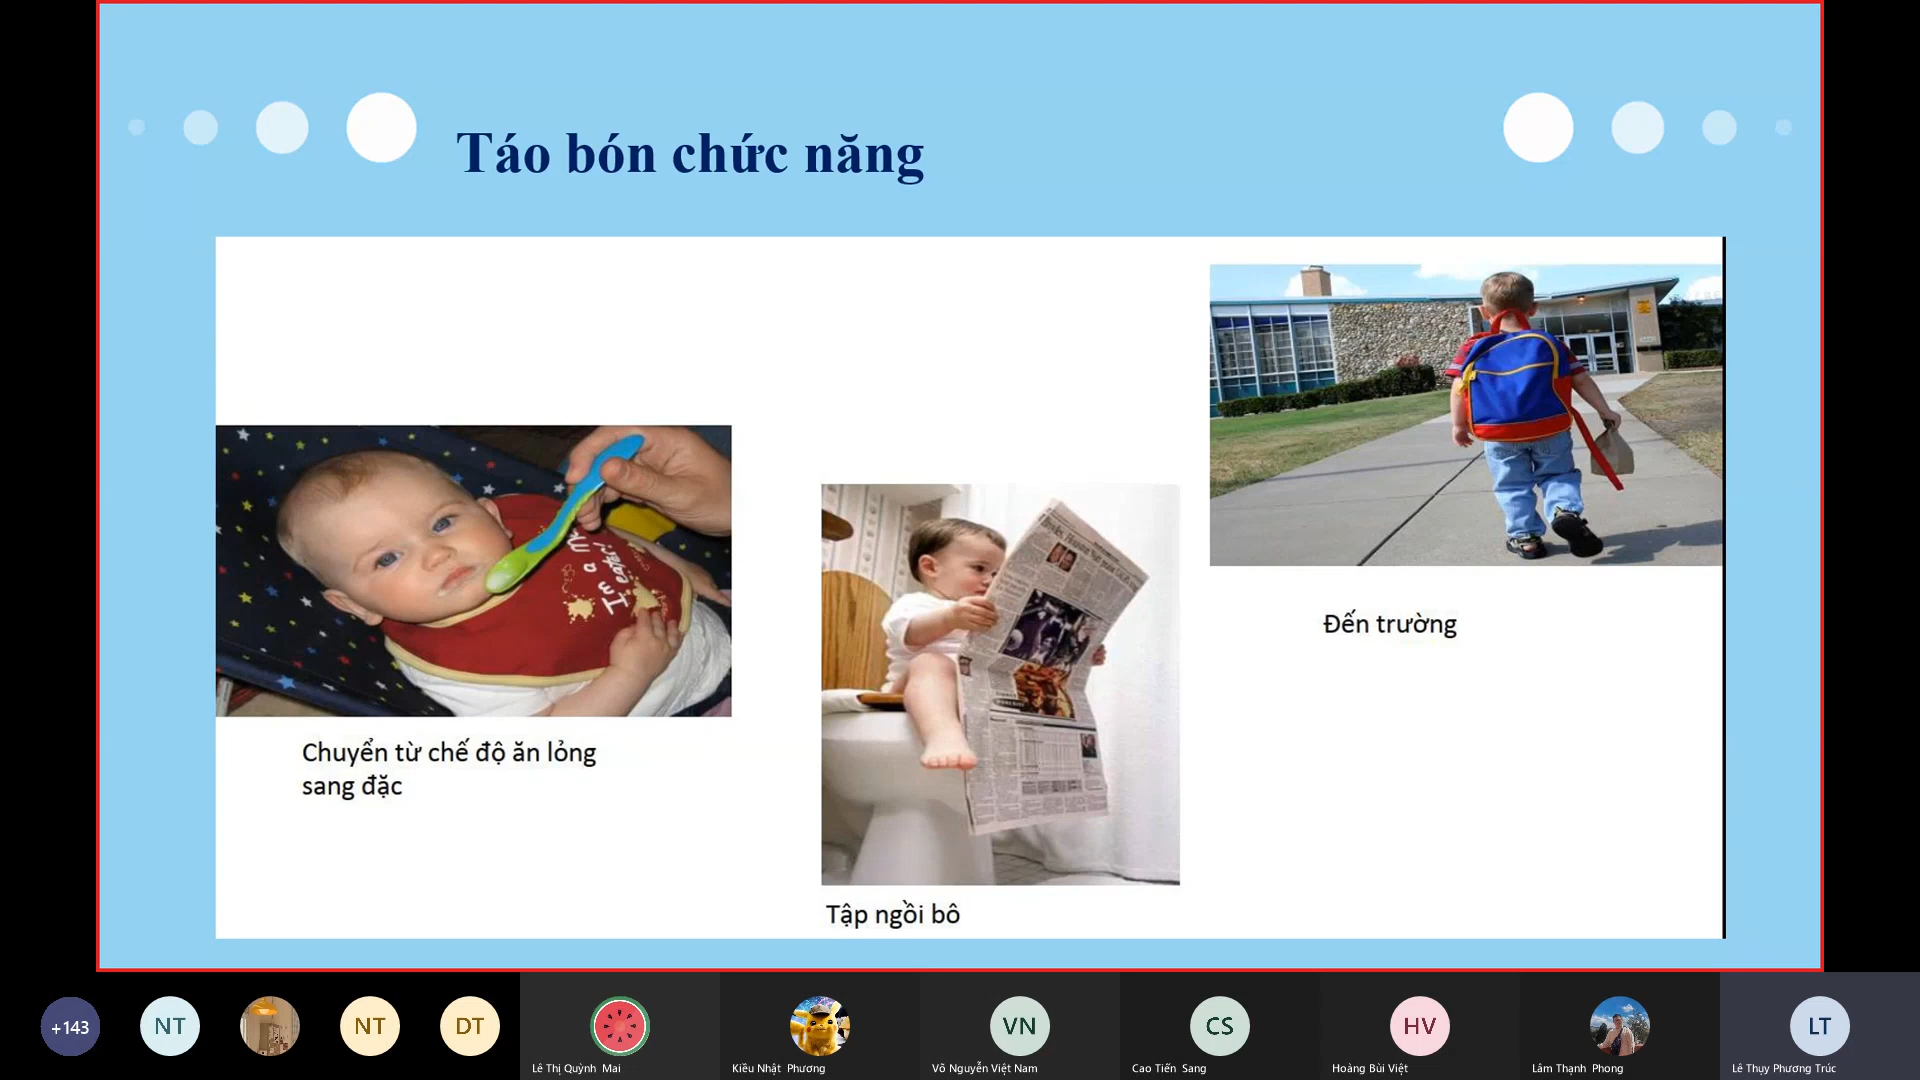 Táo bón chức năng
Chuyển từ chế độ ăn lỏng
sang đặc
I'm a
eater!
Tập ngồi bô
Đến trường
+143
NT
NT
DT
Lê Thị Quỳnh Mai
Kiều Nhật Phương
VN
Võ Nguyễn Việt Nam
CS
Cao Tiến Sang
HV
Hoàng Bùi Việt
Lâm Thạnh Phong
LT
Lê Thụy Phương Trúc